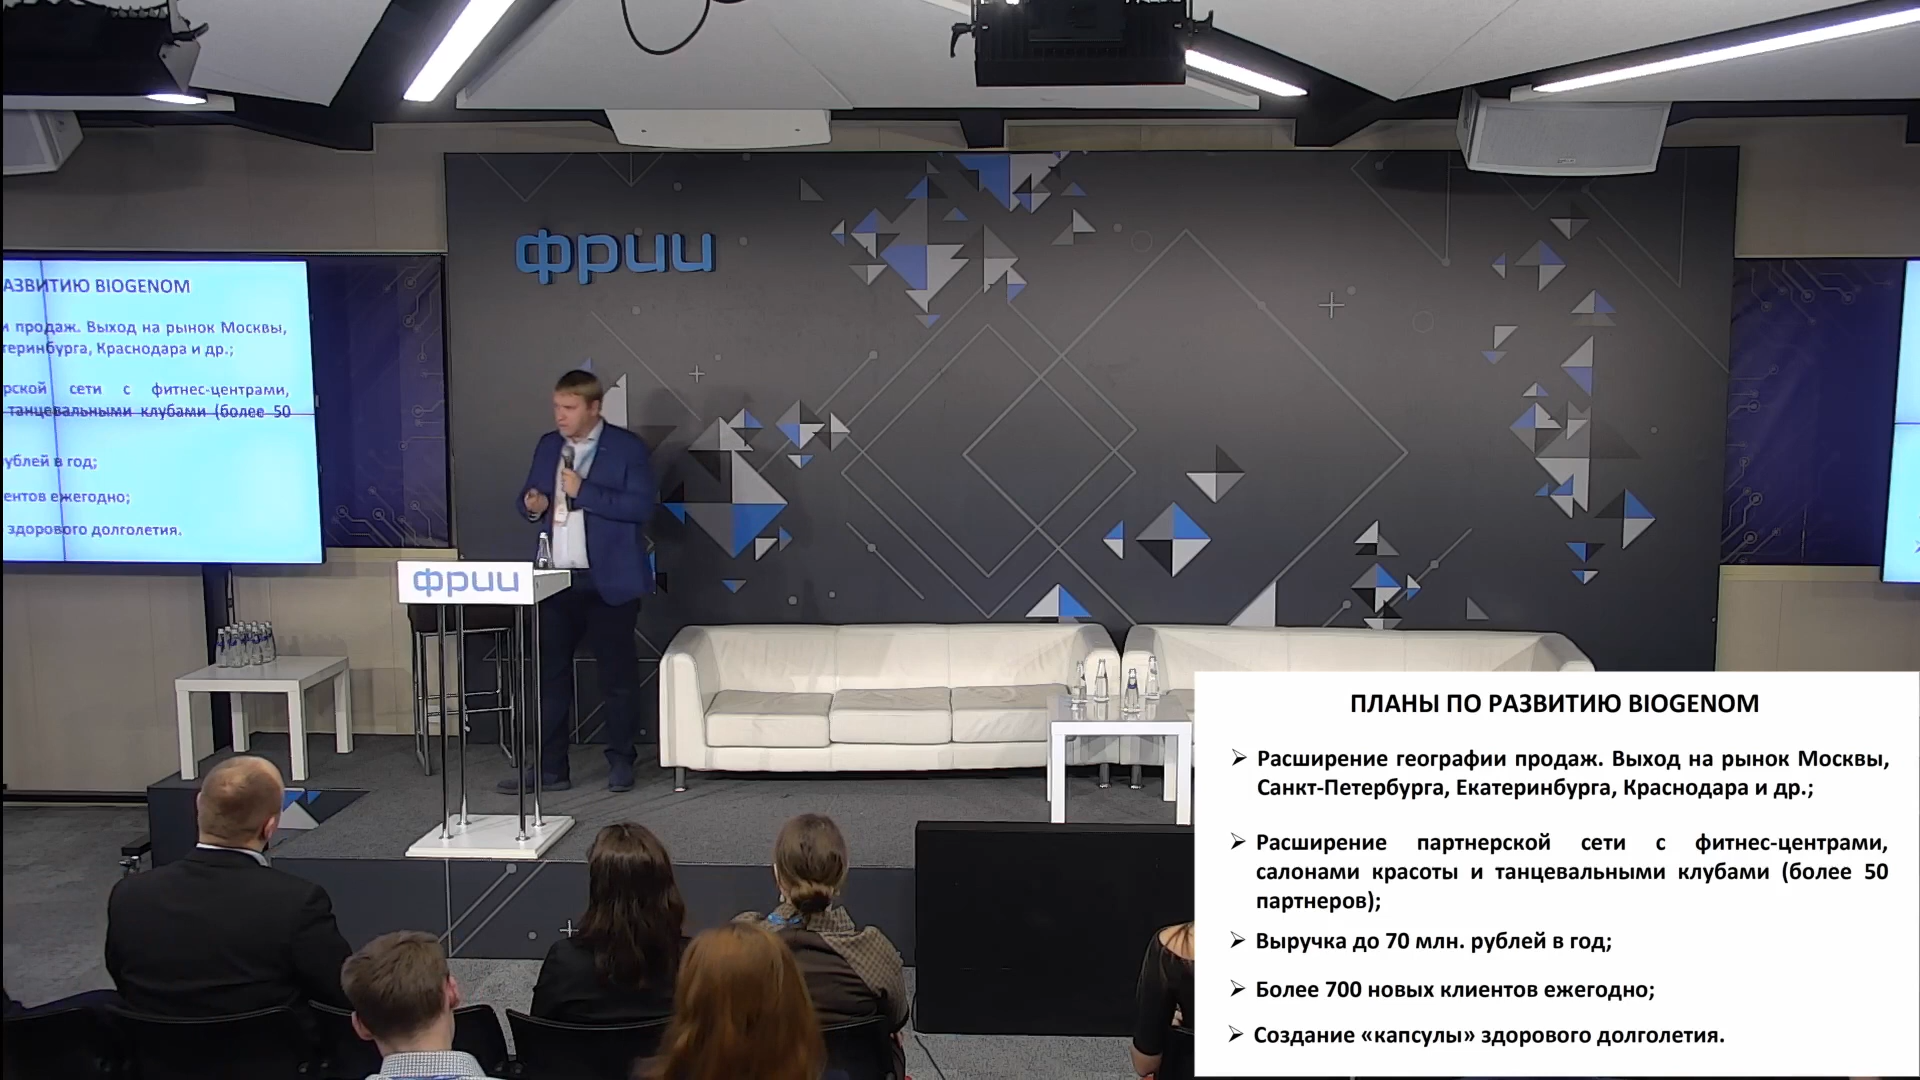 фрии
АЗВИТИЮ BIOGENOM
и продаж. Выход на рынок Москвы,
теринбурга, Краснодара и др.;
рской сети с фитнес-центрами,
танцевальными клубами (более 50
ублей в год;
ентов ежегодно;
здорового долголетия.
фрии
ПЛАНЫ ПО РАЗВИТИЮ BIOGENOM
Расширение географии продаж. Выход на рынок Москвы,
Санкт-Петербурга, Екатеринбурга, Краснодара и др.;
Расширение партнерской сети с фитнес-центрами,
салонами красоты и танцевальными клубами (более 50
партнеров);
Выручка до 70 млн. рублей в год;
Более 700 новых клиентов ежегодно;
Создание «капсулы» здорового долголетия.